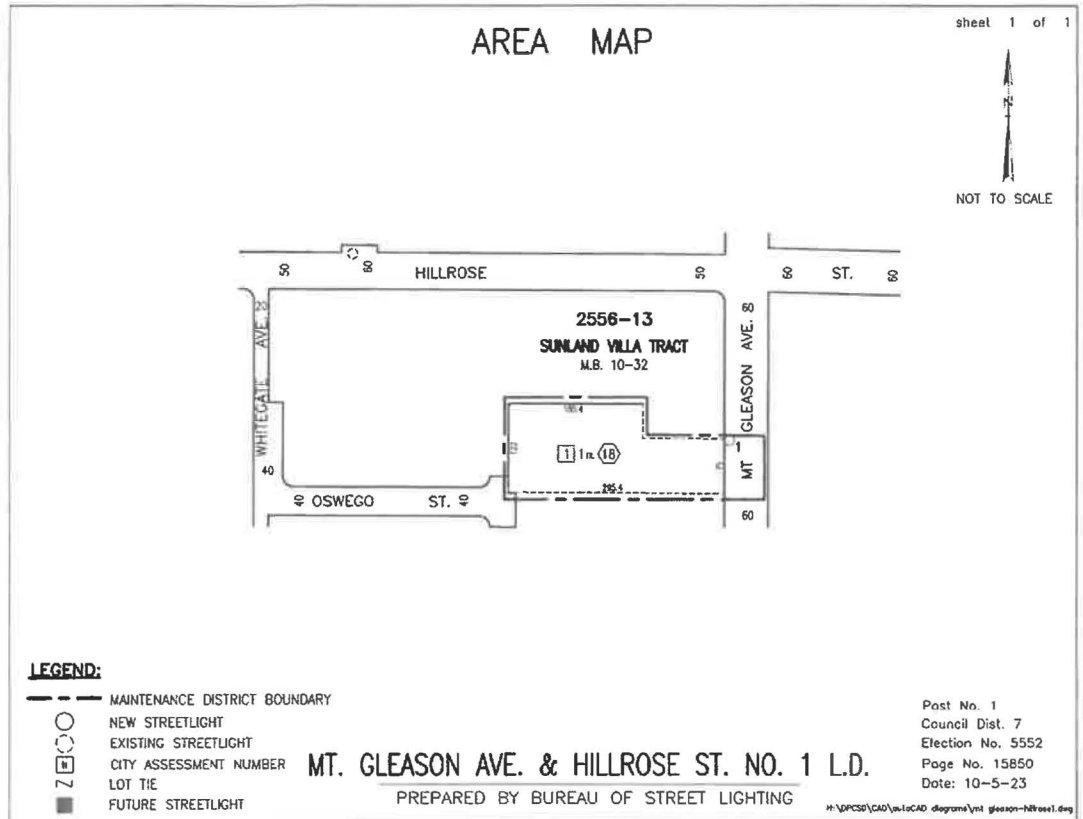 sheet 1 of 1
AREA MAP
N
NOT TO SCALE
50 60 HILLROSE 50 60 ST. 60
WHITEGATE AVE.
2556-13
SUNLAND VILLA TRACT
M.B. 10-32
MT GLEASON AVE. 60
1
1 18
295.4
40
40 OSWEGO ST. 40
60
LEGEND:
MAINTENANCE DISTRICT BOUNDARY
NEW STREETLIGHT
EXISTING STREETLIGHT
CITY ASSESSMENT NUMBER
LOT TIE
FUTURE STREETLIGHT
MT. GLEASON AVE. & HILLROSE ST. NO. 1 L.D.
PREPARED BY BUREAU OF STREET LIGHTING
Post No. 1
Council Dist. 7
Election No. 5552
Page No. 15850
Date: 10-5-23